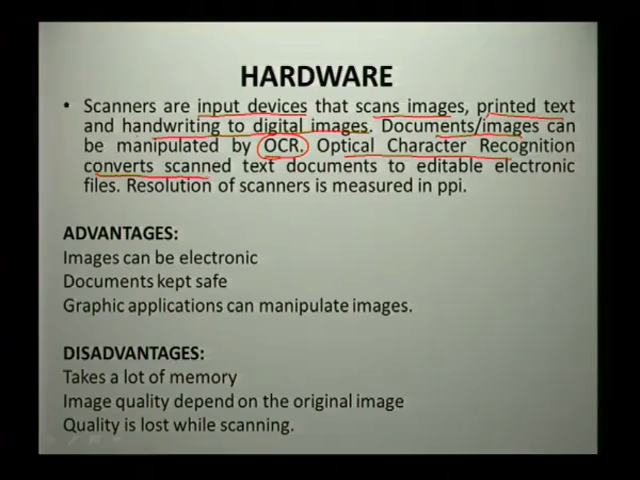 HARDWARE
• Scanners are input devices that scans images, printed text
and handwriting to digital images. Documents/images can
be manipulated by OCR. Optical Character Recognition
converts scanned text documents to editable electronic
files. Resolution of scanners is measured in ppi.
ADVANTAGES:
Images can be electronic
Documents kept safe
Graphic applications can manipulate images.
DISADVANTAGES:
Takes a lot of memory
Image quality depend on the original image
Quality is lost while scanning.